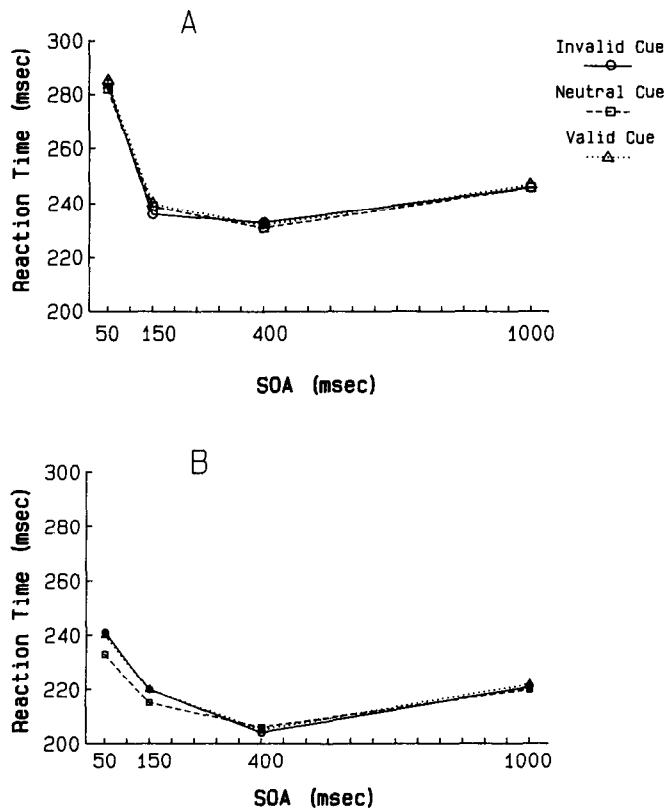 A
300
280
260
240
220
200
Reaction Time (msec)
50 150 400 1000
SOA (msec)
Invalid Cue
Neutral Cue
Valid Cue
B
300
280
260
240
220
200
Reaction Time (msec)
50 150 400 1000
SOA (msec)